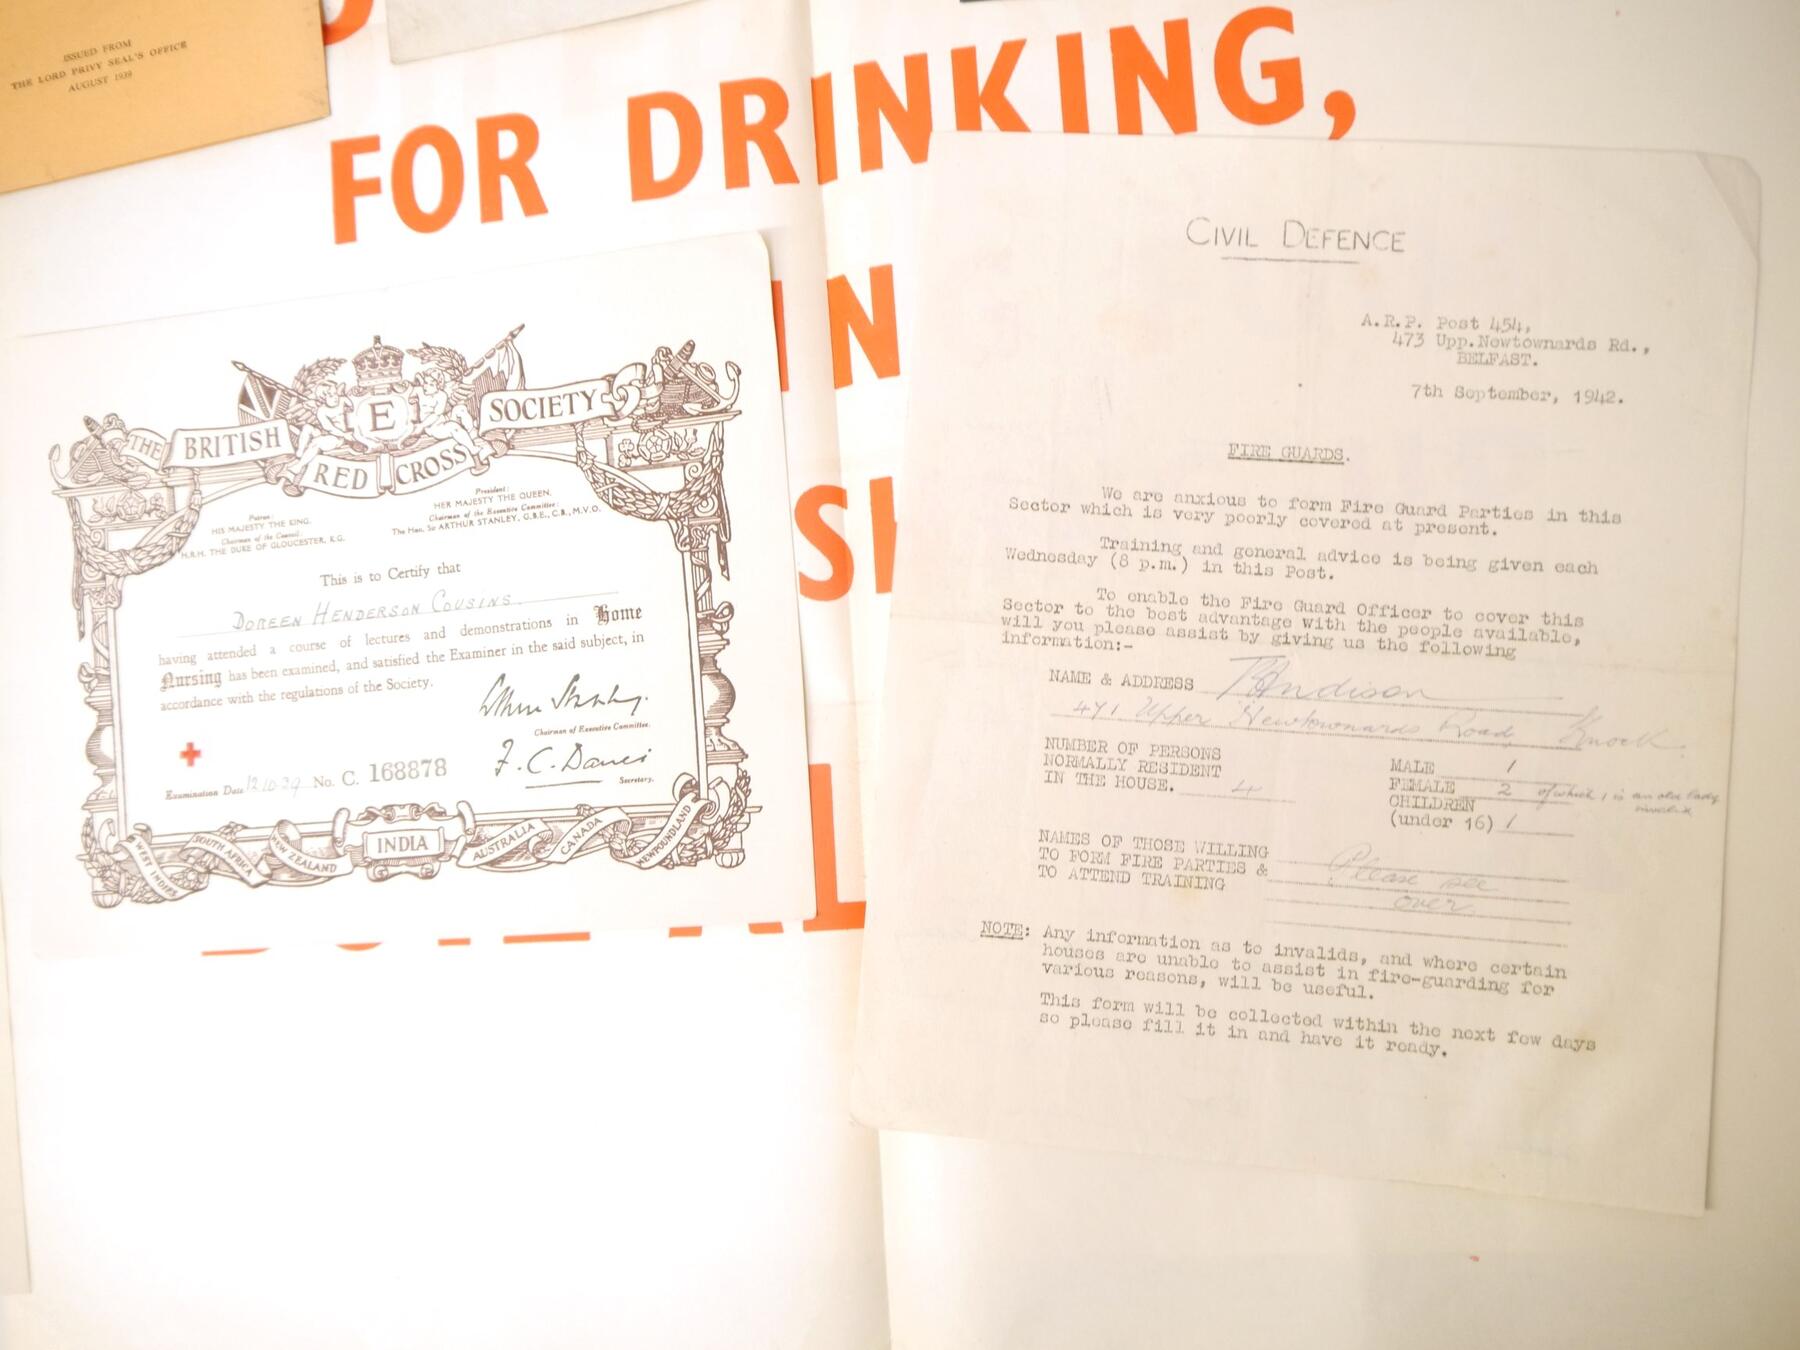 ISSUED FROM
THE LORD PRIVY SEAL'S OFFICE
AUGUST 1939
FOR DRINKING,
IN
THE BRITISH RED CROSS SOCIETY
E
Patron:
HIS MAJESTY THE KING.
Chairman of the Council:
H.R.H. THE DUKE OF GLOUCESTER, K.G.
President:
HER MAJESTY THE QUEEN.
Chairman of the Executive Committee:
The Hon. Sir ARTHUR STANLEY, G.B.E., C.B., M.V.O.
This is to Certify that
DOREEN HENDERSON COUSINS
having attended a course of lectures and demonstrations in Home
Nursing has been examined, and satisfied the Examiner in the said subject, in
accordance with the regulations of the Society.
Arthur Stanley.
Chairman of Executive Committee.
F. C. Davies
Secretary.
Examination Date 12.10.39 No. C. 168878
WEST INDIES SOUTH AFRICA NEW ZEALAND INDIA AUSTRALIA CANADA NEWFOUNDLAND
CIVIL DEFENCE
A.R.P. Post 454,
473 Upp.Newtownards Rd.,
BELFAST.
7th September, 1942.
FIRE GUARDS.
We are anxious to form Fire Guard Parties in this
Sector which is very poorly covered at present.
Training and general advice is being given each
Wednesday (8 p.m.) in this Post.
To enable the Fire Guard Officer to cover this
Sector to the best advantage with the people available,
will you please assist by giving us the following
information:-
NAME & ADDRESS Andison
471 Upper Newtownards Road, Knock.
NUMBER OF PERSONS
NORMALLY RESIDENT
IN THE HOUSE. 4
MALE 1
FEMALE 2 of which 1 is an old lady
invalid
CHILDREN
(under 16) 1
NAMES OF THOSE WILLING
TO FORM FIRE PARTIES &
TO ATTEND TRAINING
Please see
over.
NOTE: Any information as to invalids, and where certain
houses are unable to assist in fire-guarding for
various reasons, will be useful.
This form will be collected within the next few days
so please fill it in and have it ready.